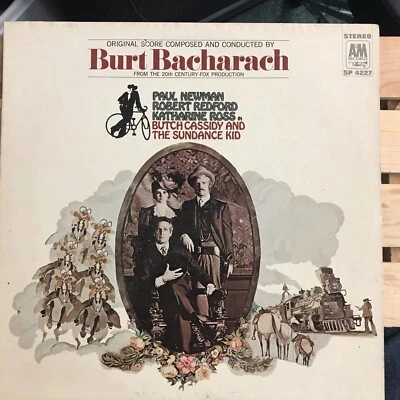 ORIGINAL SCORE COMPOSED AND CONDUCTED BY
Burt Bacharach
FROM THE 20TH CENTURY-FOX PRODUCTION
STEREO
A&M
SP 4227
PAUL NEWMAN
ROBERT REDFORD
KATHARINE ROSS IN
BUTCH CASSIDY AND
THE SUNDANCE KID